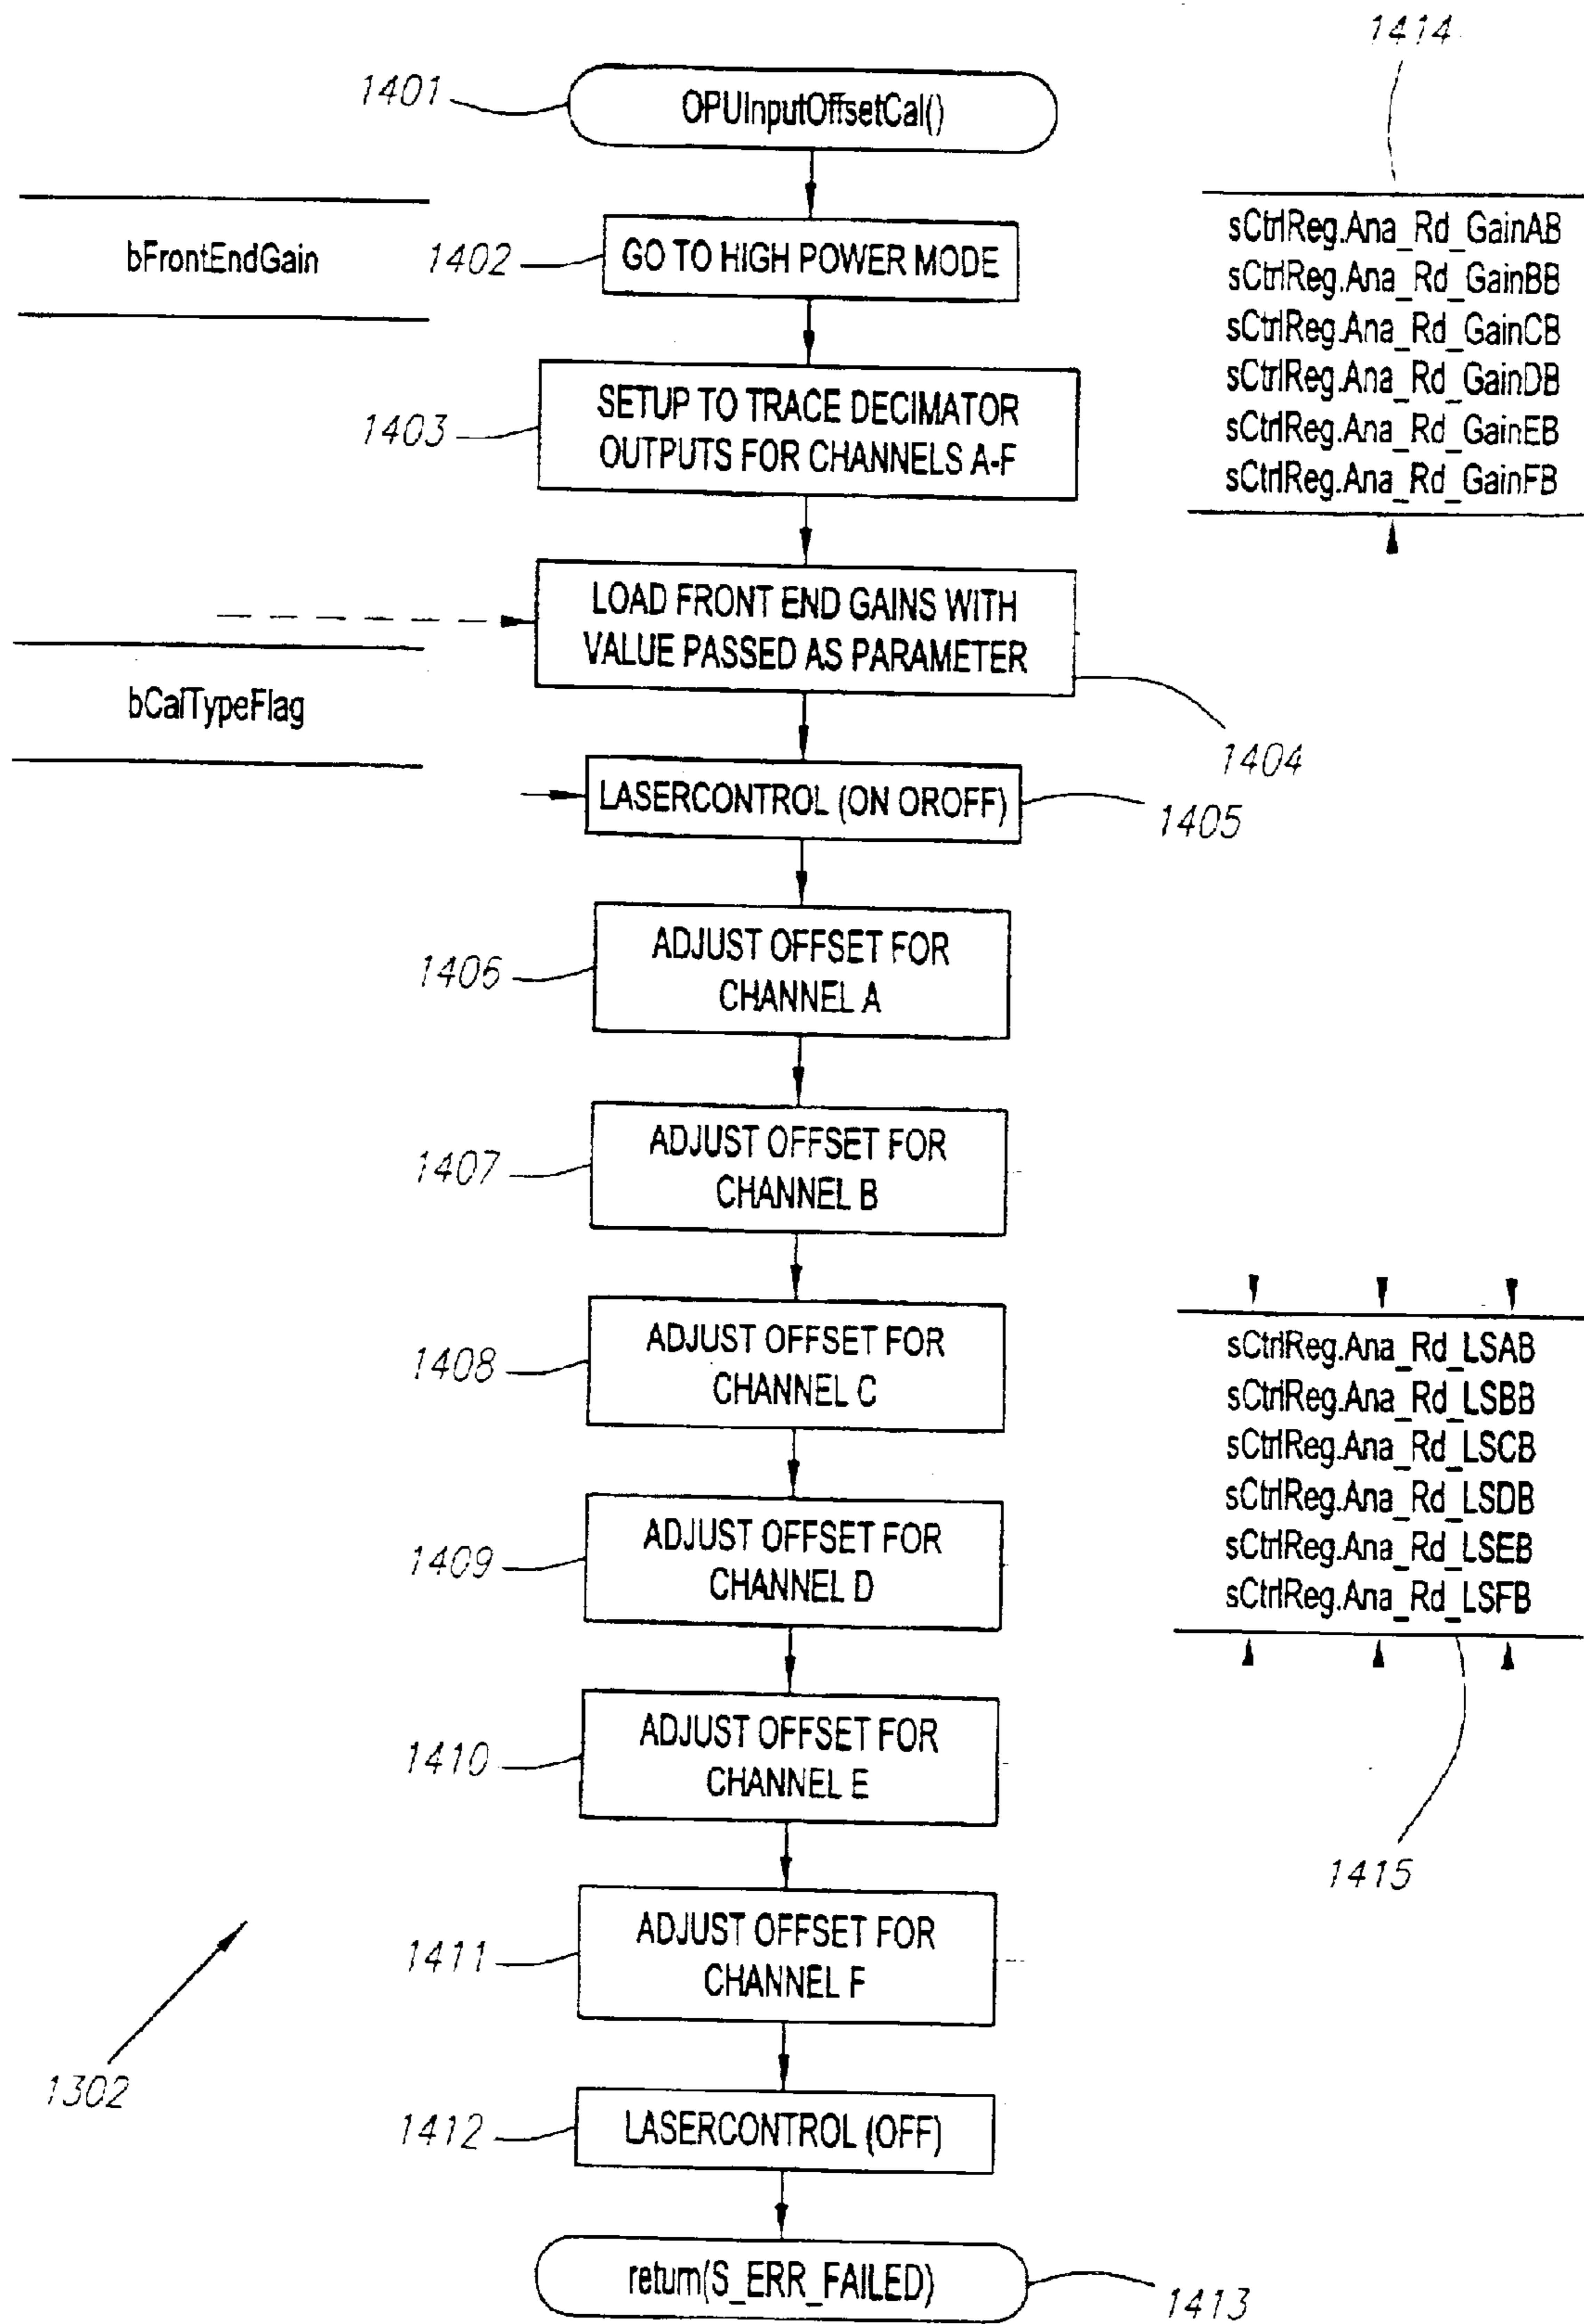 1414
1401
OPUInputOffsetCal()
bFrontEndGain
1402
GO TO HIGH POWER MODE
sCtrlReg.Ana_Rd_GainAB
sCtrlReg.Ana_Rd_GainBB
sCtrlReg.Ana_Rd_GainCB
sCtrlReg.Ana_Rd_GainDB
sCtrlReg.Ana_Rd_GainEB
sCtrlReg.Ana_Rd_GainFB
1403
SETUP TO TRACE DECIMATOR
OUTPUTS FOR CHANNELS A-F
LOAD FRONT END GAINS WITH
VALUE PASSED AS PARAMETER
1404
bCalTypeFlag
LASERCONTROL (ON OROFF)
1405
1406
ADJUST OFFSET FOR
CHANNEL A
1407
ADJUST OFFSET FOR
CHANNEL B
1408
ADJUST OFFSET FOR
CHANNEL C
sCtrlReg.Ana_Rd_LSAB
sCtrlReg.Ana_Rd_LSBB
sCtrlReg.Ana_Rd_LSCB
sCtrlReg.Ana_Rd_LSDB
sCtrlReg.Ana_Rd_LSEB
sCtrlReg.Ana_Rd_LSFB
1415
1409
ADJUST OFFSET FOR
CHANNEL D
1410
ADJUST OFFSET FOR
CHANNEL E
1411
ADJUST OFFSET FOR
CHANNEL F
1302
1412
LASERCONTROL (OFF)
return(S_ERR_FAILED)
1413